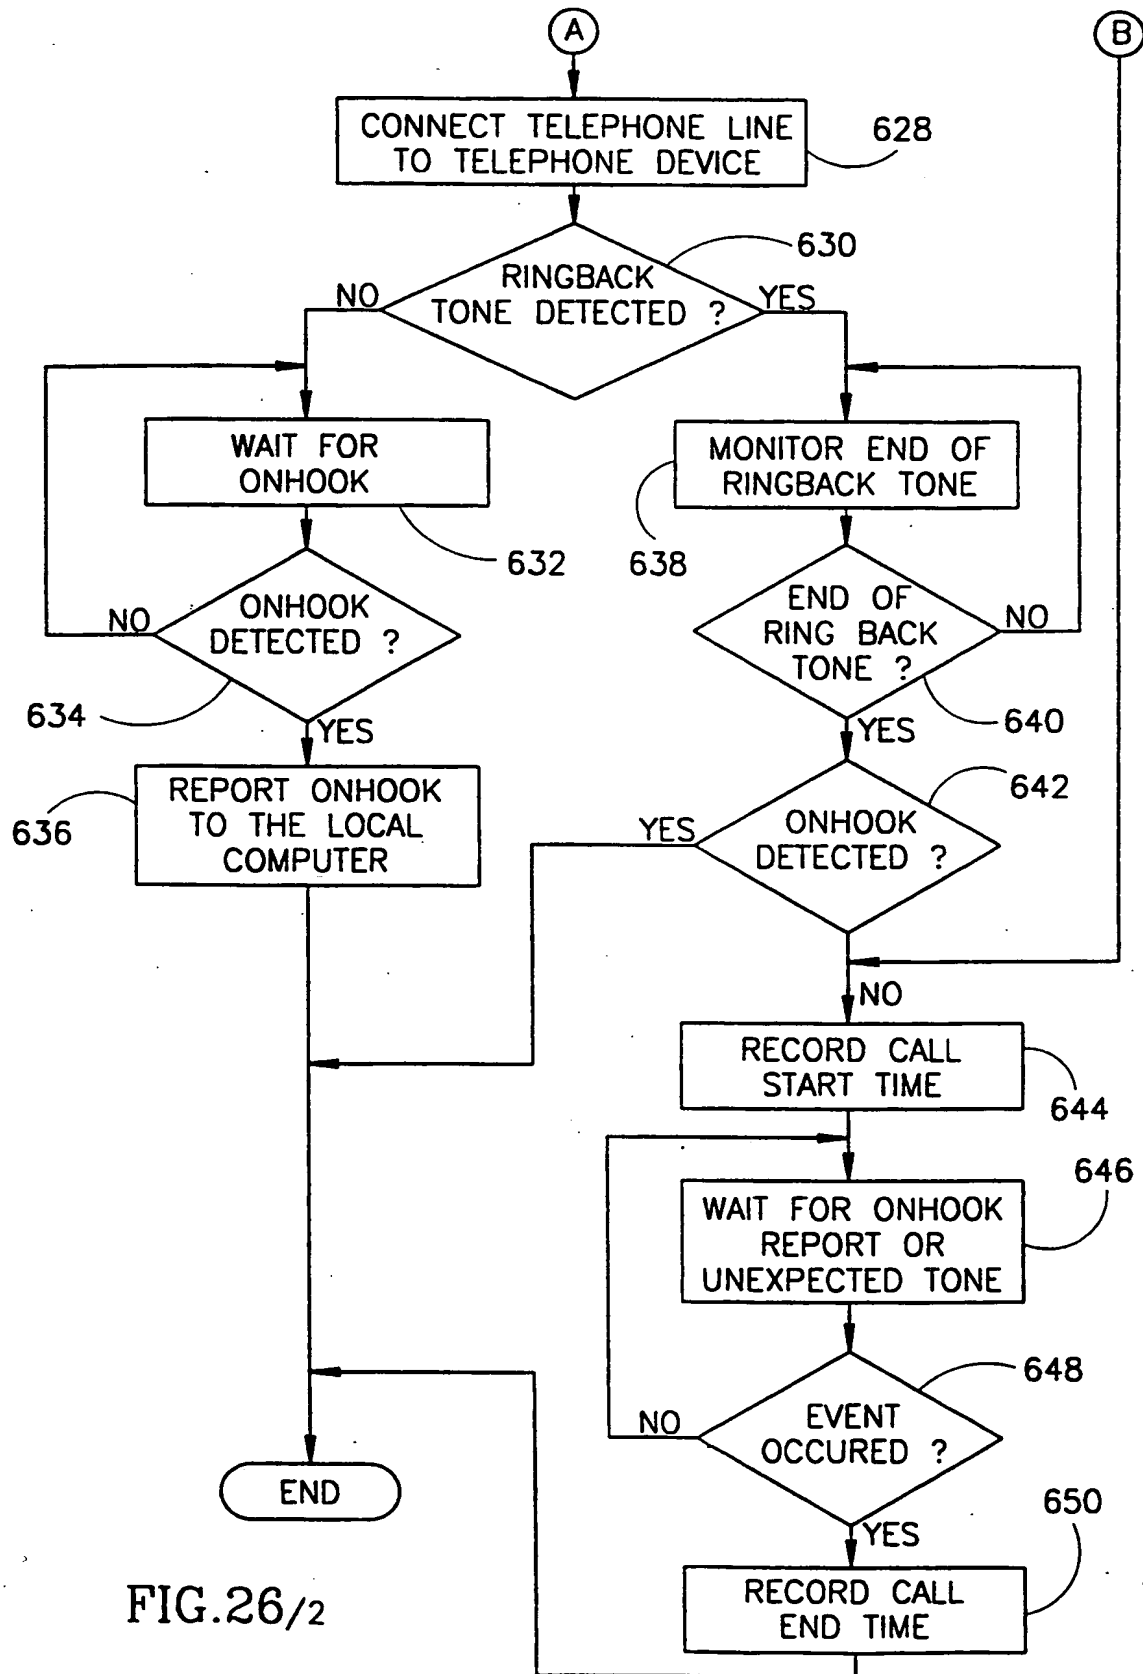 A
B
CONNECT TELEPHONE LINE
TO TELEPHONE DEVICE
628
RINGBACK
TONE DETECTED ?
630
NO
YES
WAIT FOR
ONHOOK
632
MONITOR END OF
RINGBACK TONE
638
ONHOOK
DETECTED ?
NO
634
YES
END OF
RING BACK
TONE ?
NO
640
YES
REPORT ONHOOK
TO THE LOCAL
COMPUTER
636
ONHOOK
DETECTED ?
642
YES
NO
RECORD CALL
START TIME
644
WAIT FOR ONHOOK
REPORT OR
UNEXPECTED TONE
646
EVENT
OCCURED ?
648
NO
YES
END
RECORD CALL
END TIME
650
FIG.26/2